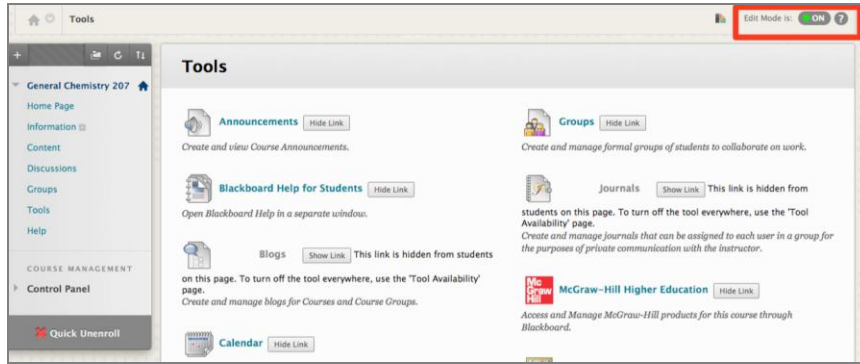 Tools
Edit Mode is: ON ?
General Chemistry 207
Home Page
Information
Content
Discussions
Groups
Tools
Help
COURSE MANAGEMENT
Control Panel
Quick Unenroll
Tools
Announcements Hide Link
Create and view Course Announcements.
Blackboard Help for Students Hide Link
Open Blackboard Help in a separate window.
Blogs Show Link This link is hidden from students
on this page. To turn off the tool everywhere, use the 'Tool Availability'
page.
Create and manage blogs for Courses and Course Groups.
Calendar Hide Link
Groups Hide Link
Create and manage formal groups of students to collaborate on work.
Journals Show Link This link is hidden from
students on this page. To turn off the tool everywhere, use the 'Tool
Availability' page.
Create and manage journals that can be assigned to each user in a group for
the purposes of private communication with the instructor.
Mc
Graw
Hill
McGraw-Hill Higher Education Hide Link
Access and Manage McGraw-Hill products for this course through
Blackboard.